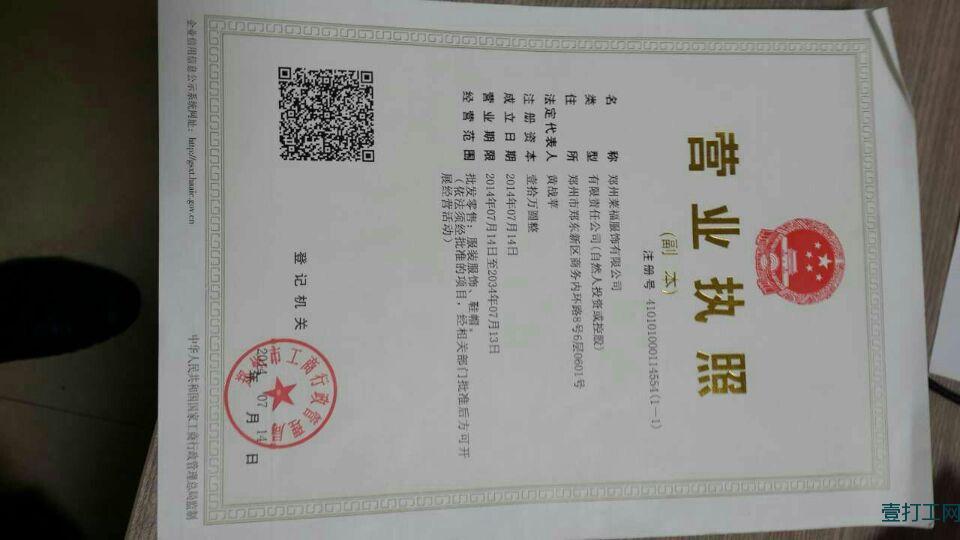 营业执照
(副 本)
注册号 410101000114554(1—1)
名 称 郑州莱福服饰有限公司
类 型 有限责任公司(自然人投资或控股)
住 所 郑州市郑东新区商务内环路8号6层0601号
法定代表人 黄战苹
注册资本 壹拾万圆整
成立日期 2014年07月14日
营业期限 2014年07月14日至2034年07月13日
经营范围 批发零售：服装服饰、鞋帽。
(依法须经批准的项目，经相关部门批准后方可开
展经营活动)
登记机关
工商行政管理局
2014年 07月 14日
企业信用信息公示系统网址：http://gsxt.haaic.gov.cn
中华人民共和国国家工商行政管理总局监制
壹打工网